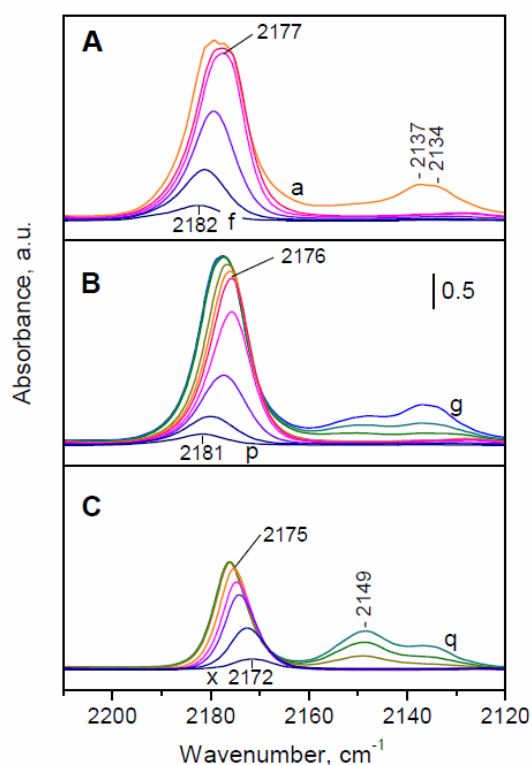 A
2177
2137
2134
a
2182
f
B
2176
0.5
g
2181
p
C
2175
2149
q
x
2172
2200
2180
2160
2140
2120
Absorbance, a.u.
Wavenumber, cm-1